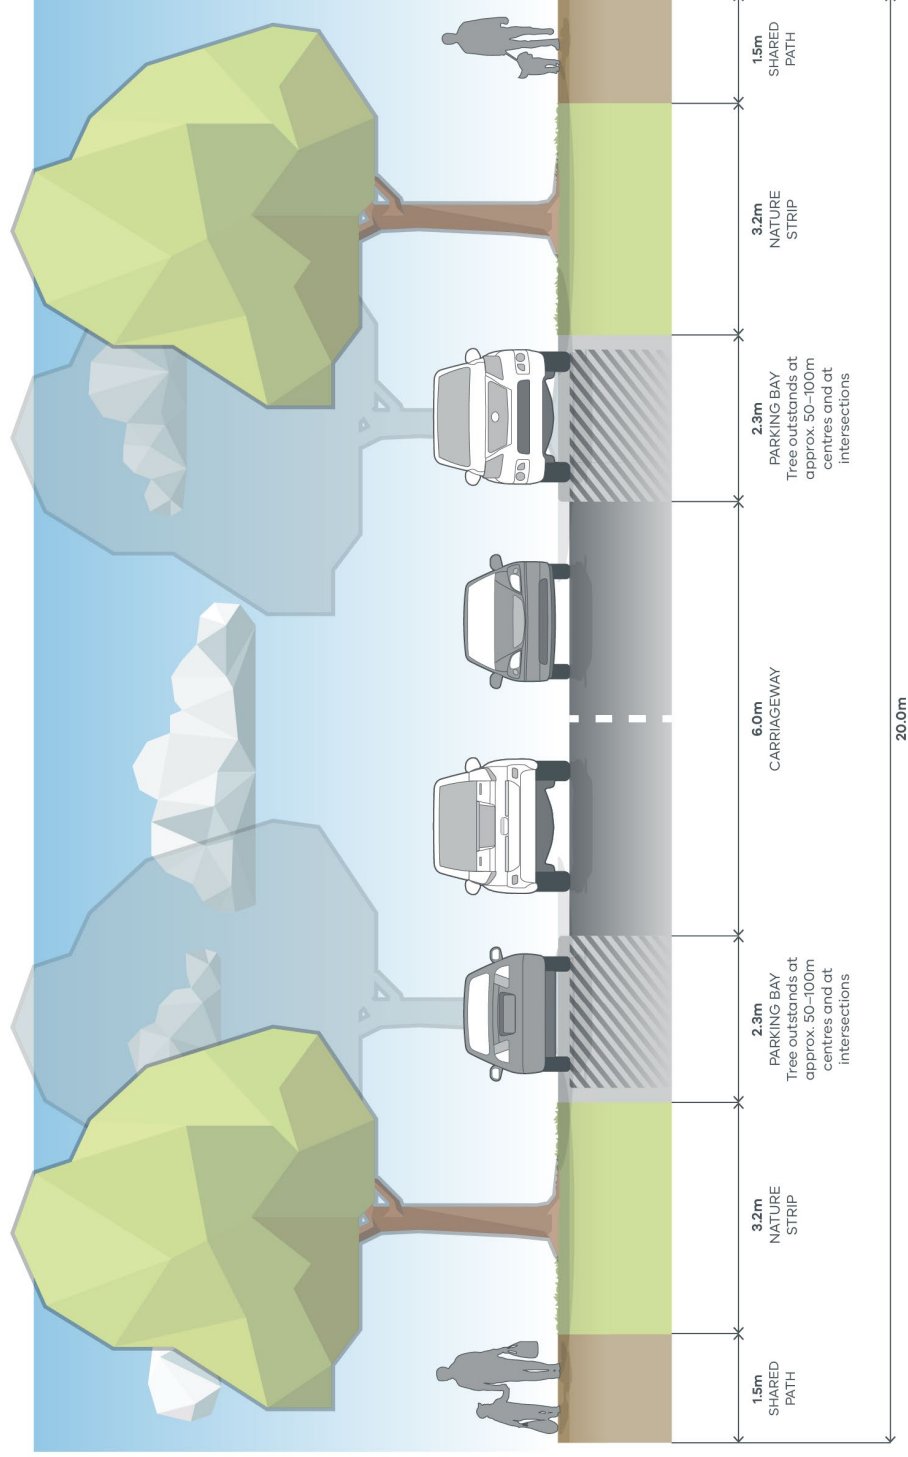 1.5m
SHARED
PATH
3.2m
NATURE
STRIP
2.3m
PARKING BAY
Tree outstands at
approx. 50–100m
centres and at
intersections
6.0m
CARRIAGEWAY
2.3m
PARKING BAY
Tree outstands at
approx. 50–100m
centres and at
intersections
3.2m
NATURE
STRIP
1.5m
SHARED
PATH
20.0m